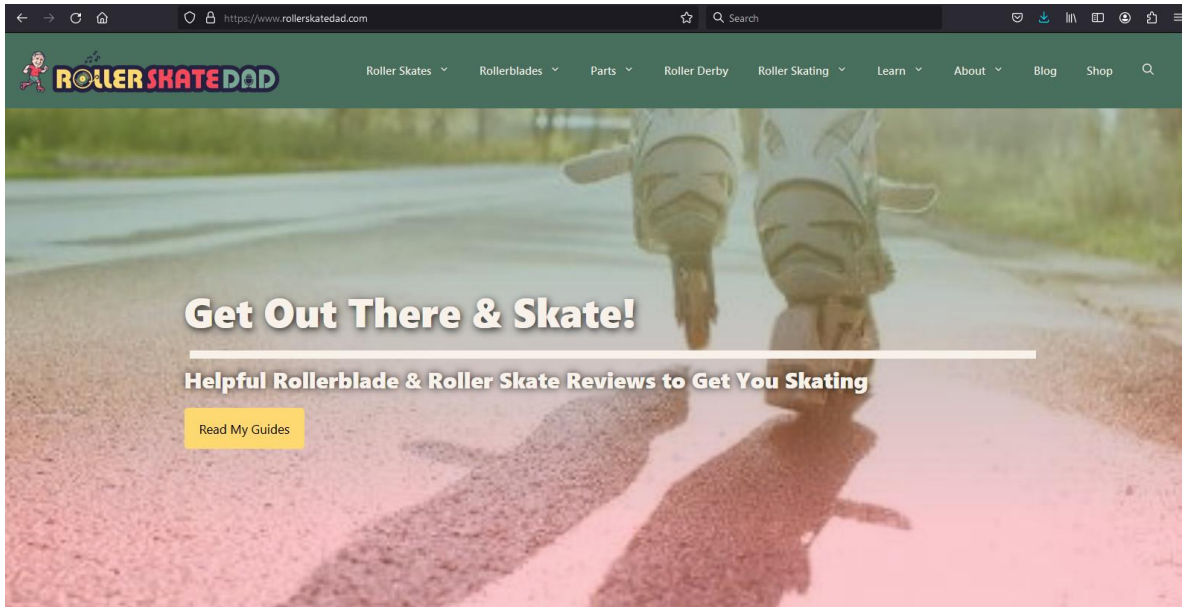 https://www.rollerskatedad.com
Search
ROLLER SKATE DAD
Roller Skates
Rollerblades
Parts
Roller Derby
Roller Skating
Learn
About
Blog
Shop
Get Out There & Skate!
Helpful Rollerblade & Roller Skate Reviews to Get You Skating
Read My Guides